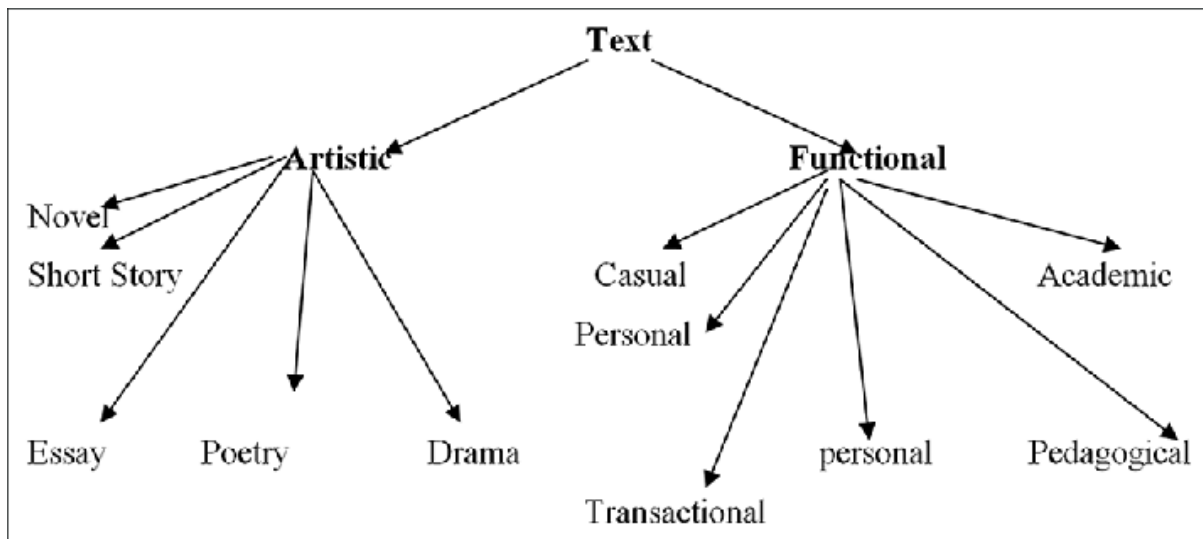 Text
Artistic Functional
Novel
Short Story Casual Academic
Personal
Essay Poetry Drama personal Pedagogical
Transactional